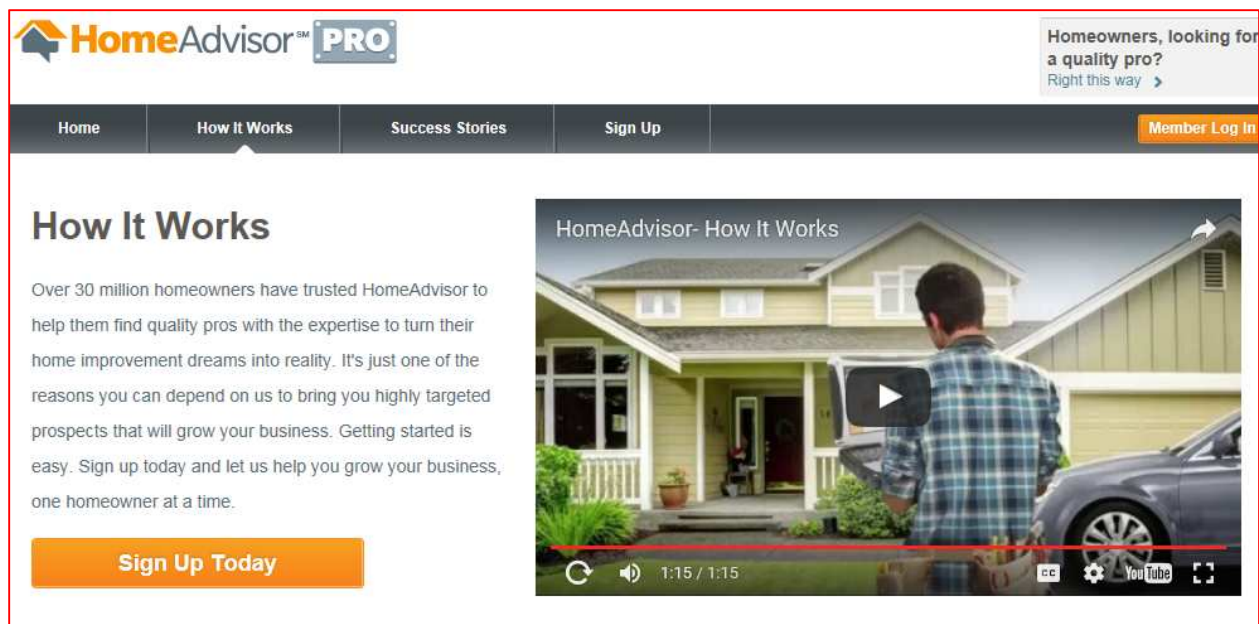 HomeAdvisor℠ PRO
Homeowners, looking for
a quality pro?
Right this way >
Home How It Works Success Stories Sign Up Member Log In
How It Works
Over 30 million homeowners have trusted HomeAdvisor to
help them find quality pros with the expertise to turn their
home improvement dreams into reality. It's just one of the
reasons you can depend on us to bring you highly targeted
prospects that will grow your business. Getting started is
easy. Sign up today and let us help you grow your business,
one homeowner at a time.
Sign Up Today
HomeAdvisor- How It Works
1:15 / 1:15 CC YouTube